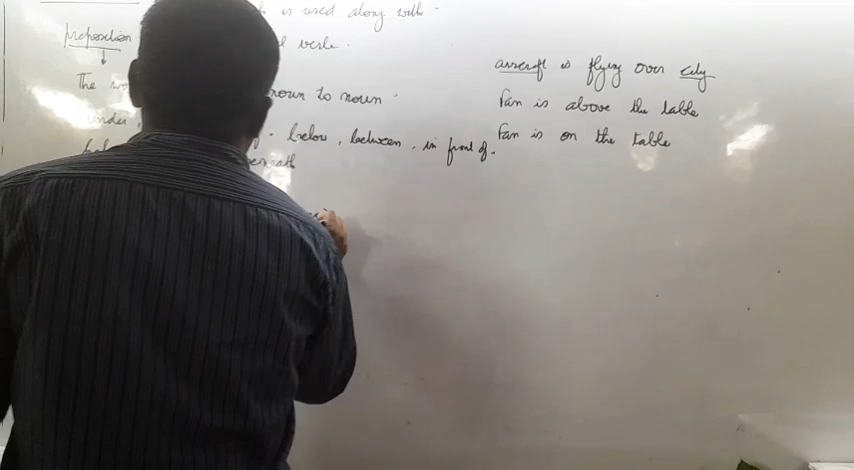 is used along with
preposition verb.
The noun to noun
under below, between, in front of.
aircraft is flying over city
Fan is above the table
Fan is on the table